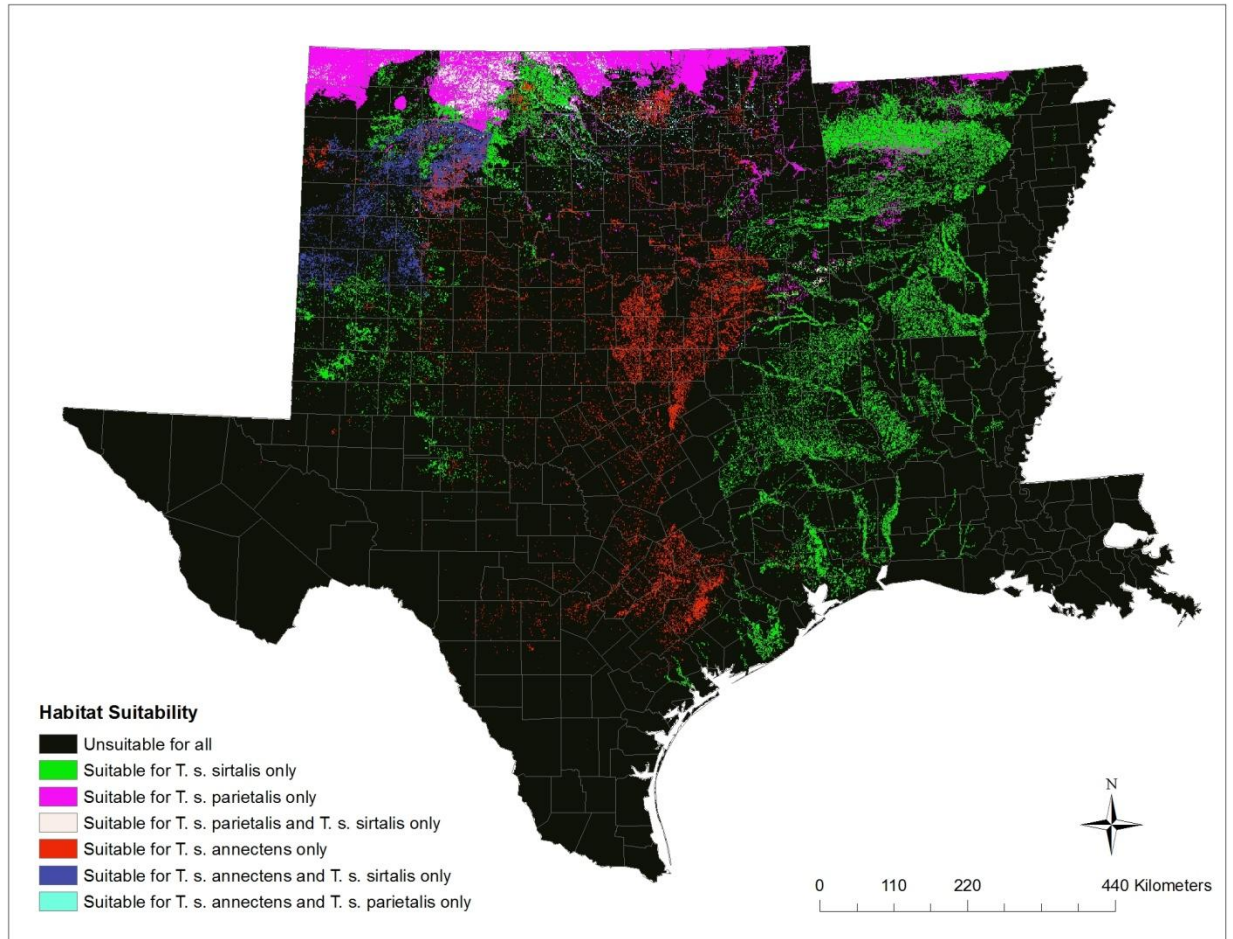 Habitat Suitability
Unsuitable for all
Suitable for T. s. sirtalis only
Suitable for T. s. parietalis only
Suitable for T. s. parietalis and T. s. sirtalis only
Suitable for T. s. annectens only
Suitable for T. s. annectens and T. s. sirtalis only
Suitable for T. s. annectens and T. s. parietalis only
N
0 110 220 440 Kilometers